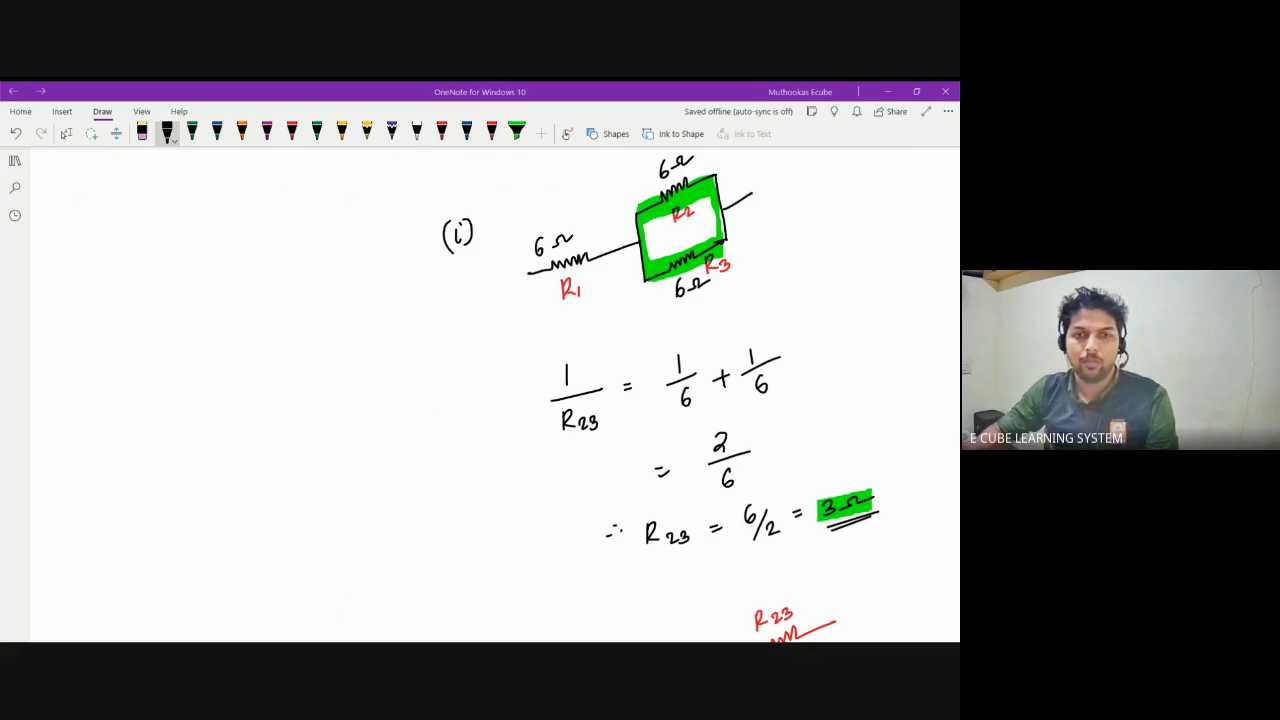 OneNote for Windows 10
Muthookas Ecube
Home Insert Draw View Help
Saved offline (auto-sync is off)
Share
Shapes
Ink to Shape
Ink to Text
6Ω
R2
(i)
6Ω
R1
R3
6Ω
1/R23 = 1/6 + 1/6
= 2/6
∴ R23 = 6/2 = 3Ω
R23
E CUBE LEARNING SYSTEM